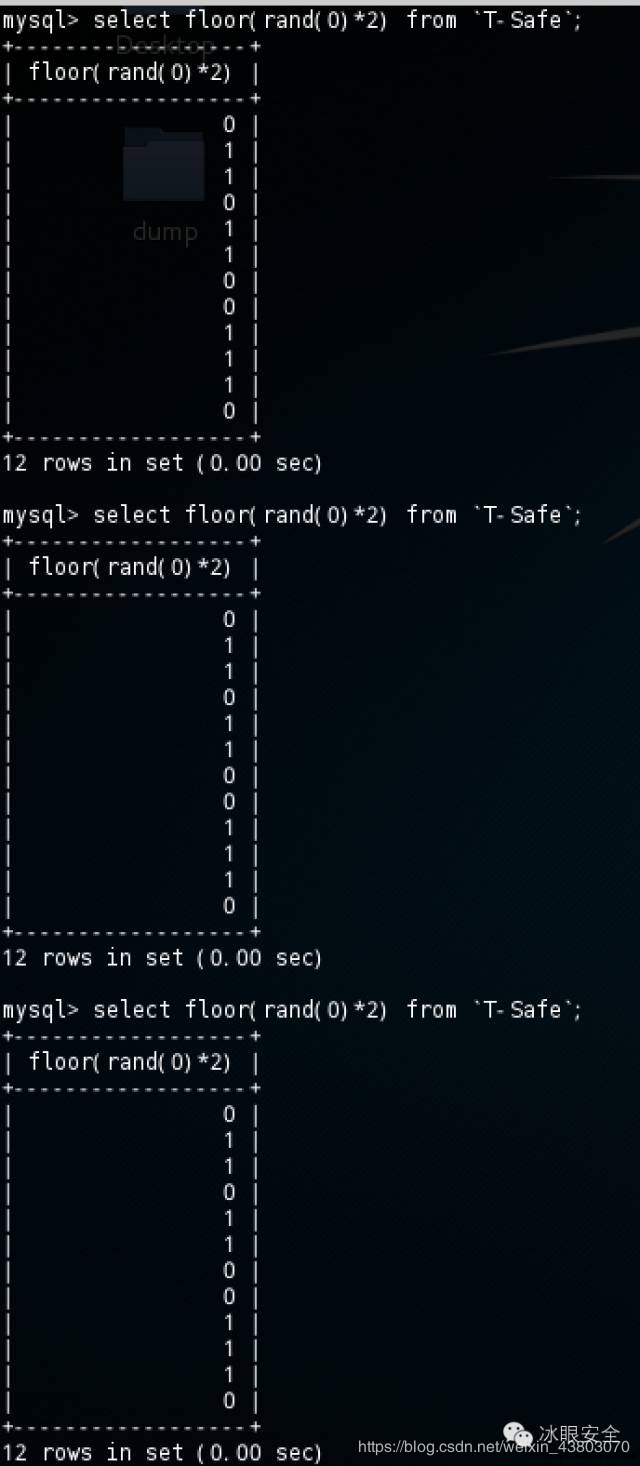 mysql> select floor(rand(0)*2) from `T-Safe`;
+------------------+
Desktop
| floor(rand(0)*2) |
+------------------+
| 0 |
| 1 |
| 1 |
| 0 |
dump
| 1 |
| 1 |
| 0 |
| 0 |
| 1 |
| 1 |
| 1 |
| 0 |
+------------------+
12 rows in set (0.00 sec)
mysql> select floor(rand(0)*2) from `T-Safe`;
+------------------+
| floor(rand(0)*2) |
+------------------+
| 0 |
| 1 |
| 1 |
| 0 |
| 1 |
| 1 |
| 0 |
| 0 |
| 1 |
| 1 |
| 1 |
| 0 |
+------------------+
12 rows in set (0.00 sec)
mysql> select floor(rand(0)*2) from `T-Safe`;
+------------------+
| floor(rand(0)*2) |
+------------------+
| 0 |
| 1 |
| 1 |
| 0 |
| 1 |
| 1 |
| 0 |
| 0 |
| 1 |
| 1 |
| 1 |
| 0 |
+------------------+
冰眼安全
12 rows in set (0.00 sec)
https://blog.csdn.net/weixin_43803070